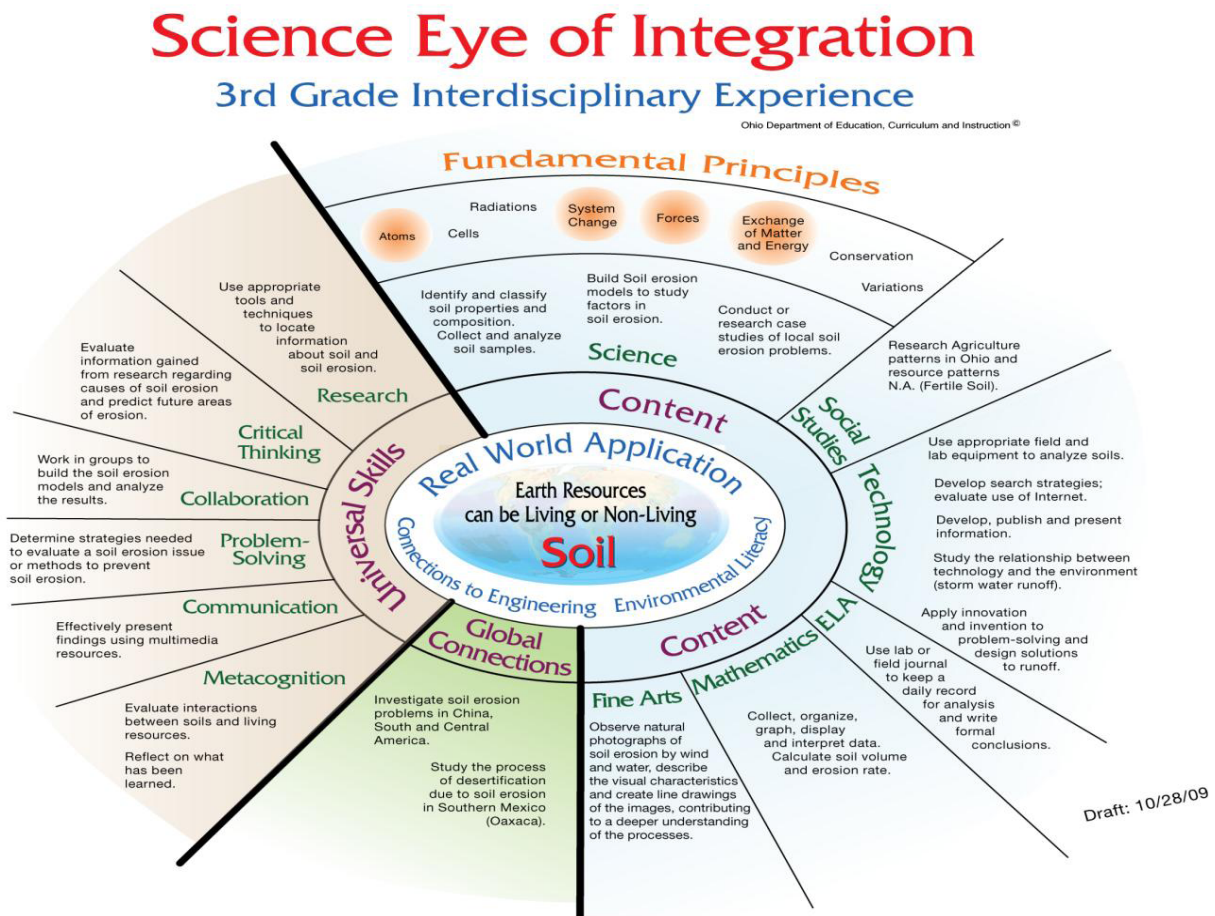 Science Eye of Integration
3rd Grade Interdisciplinary Experience
Ohio Department of Education, Curriculum and Instruction ©
Fundamental Principles
Atoms
Radiations
Cells
System
Change
Forces
Exchange
of Matter
and Energy
Conservation
Variations
Identify and classify
soil properties and
composition.
Collect and analyze
soil samples.
Build Soil erosion
models to study
factors in
soil erosion.
Conduct or
research case
studies of local soil
erosion problems.
Science
Research Agriculture
patterns in Ohio and
resource patterns
N.A. (Fertile Soil).
Social
Studies
Use appropriate field and
lab equipment to analyze soils.
Develop search strategies;
evaluate use of Internet.
Develop, publish and present
information.
Study the relationship between
technology and the environment
(storm water runoff).
Apply innovation
and invention to
problem-solving and
design solutions
to runoff.
Technology
Use lab or
field journal
to keep a
daily record
for analysis
and write
formal
conclusions.
ELA
Collect, organize,
graph, display
and interpret data.
Calculate soil volume
and erosion rate.
Mathematics
Fine Arts
Observe natural
photographs of
soil erosion by wind
and water, describe
the visual characteristics
and create line drawings
of the images, contributing
to a deeper understanding
of the processes.
Content
Content
Global
Connections
Investigate soil erosion
problems in China,
South and Central
America.
Study the process
of desertification
due to soil erosion
in Southern Mexico
(Oaxaca).
Universal Skills
Use appropriate
tools and
techniques
to locate
information
about soil and
soil erosion.
Research
Evaluate
information gained
from research regarding
causes of soil erosion
and predict future areas
of erosion.
Critical
Thinking
Work in groups to
build the soil erosion
models and analyze
the results.
Collaboration
Determine strategies needed
to evaluate a soil erosion issue
or methods to prevent
soil erosion.
Problem-
Solving
Communication
Effectively present
findings using multimedia
resources.
Metacognition
Evaluate interactions
between soils and living
resources.
Reflect on what
has been
learned.
Real World Application
Earth Resources
can be Living or Non-Living
Soil
Connections to Engineering
Environmental Literacy
Draft: 10/28/09